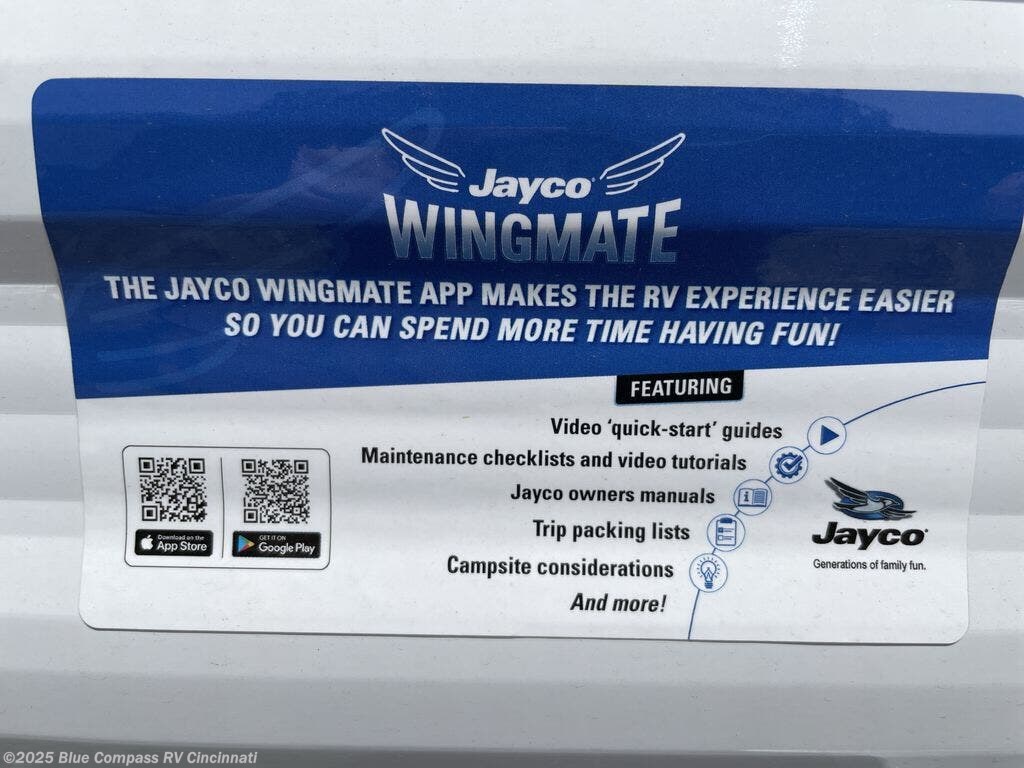 Jayco
WINGMATE
THE JAYCO WINGMATE APP MAKES THE RV EXPERIENCE EASIER
SO YOU CAN SPEND MORE TIME HAVING FUN!
FEATURING
Video ‘quick-start’ guides
Maintenance checklists and video tutorials
Jayco owners manuals
Trip packing lists
Campsite considerations
And more!
Download on the
App Store
GET IT ON
Google Play
Jayco
Generations of family fun.
©2025 Blue Compass RV Cincinnati